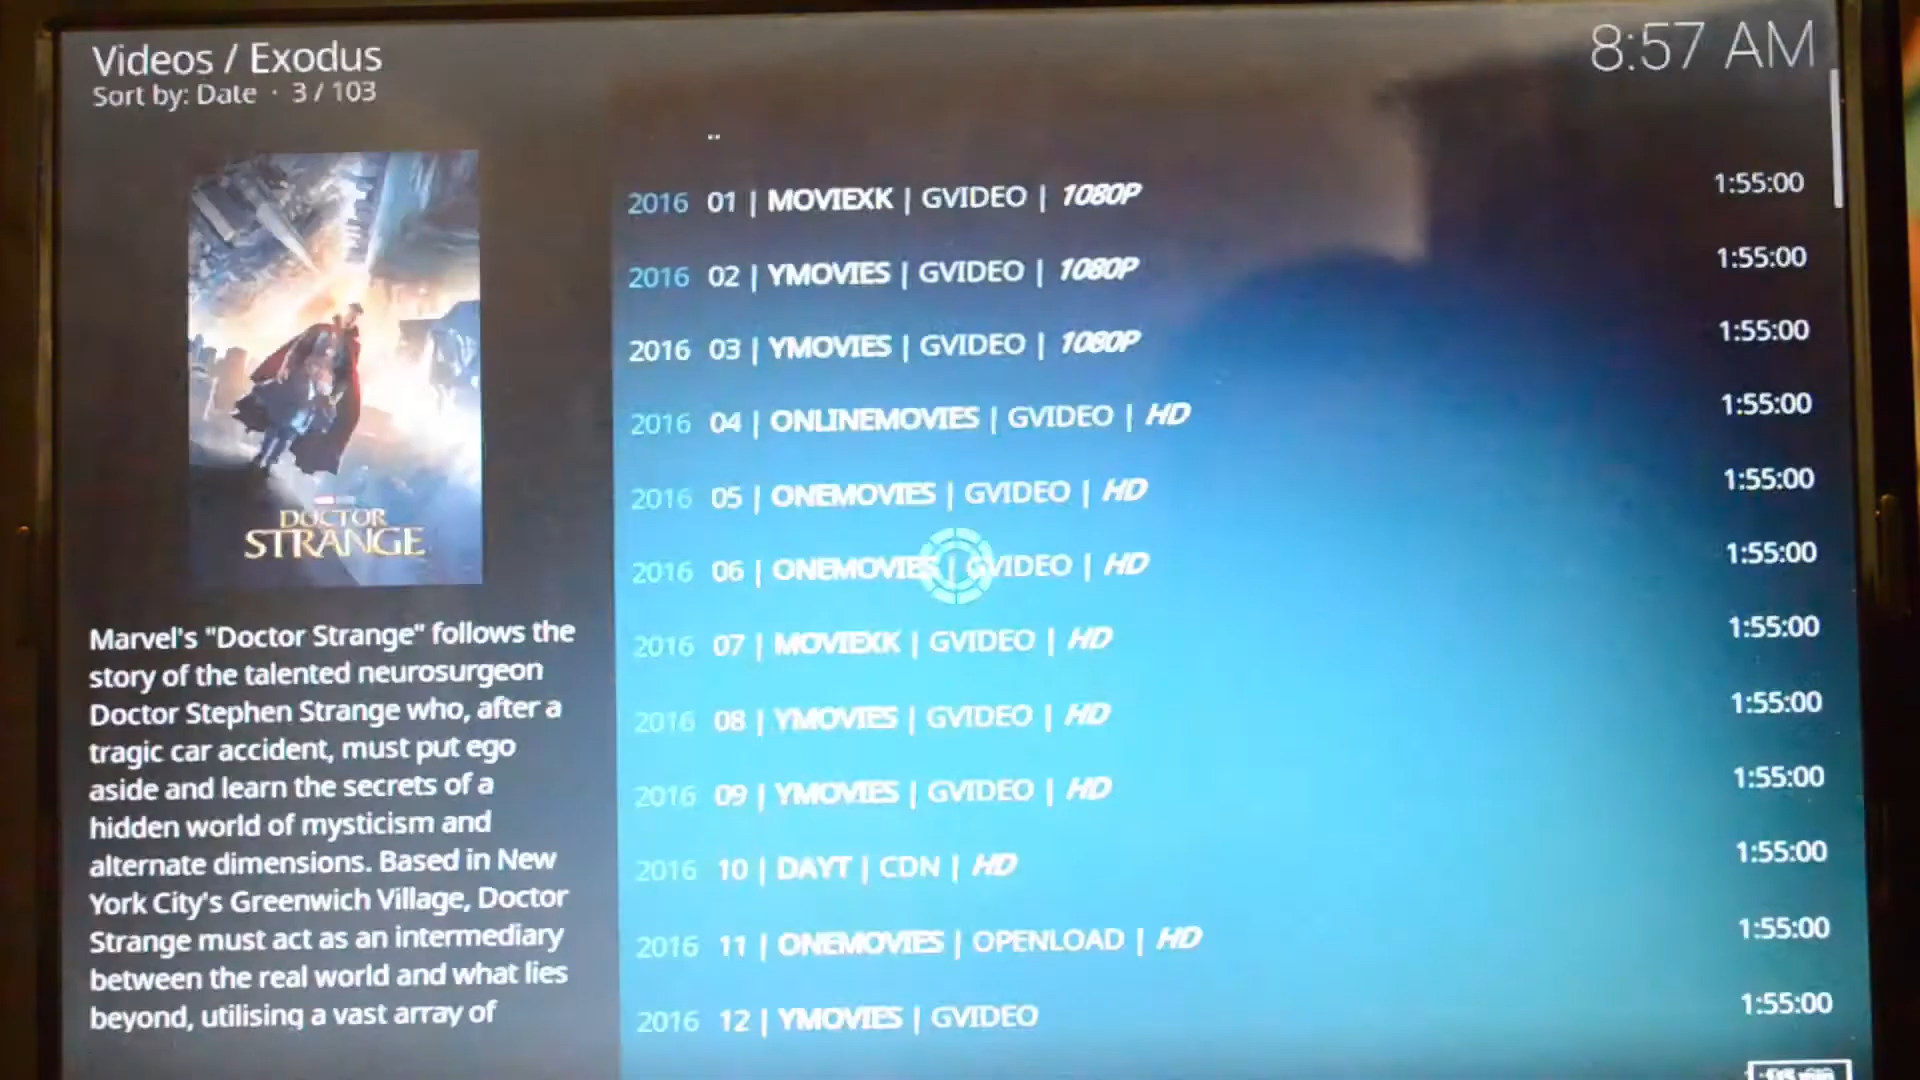 Videos / Exodus
8:57 AM
Sort by: Date · 3 / 103
..
2016 01 | MOVIEXK | GVIDEO | 1080P 1:55:00
2016 02 | YMOVIES | GVIDEO | 1080P 1:55:00
2016 03 | YMOVIES | GVIDEO | 1080P 1:55:00
2016 04 | ONLINEMOVIES | GVIDEO | HD 1:55:00
2016 05 | ONEMOVIES | GVIDEO | HD 1:55:00
2016 06 | ONEMOVIES | GVIDEO | HD 1:55:00
2016 07 | MOVIEXK | GVIDEO | HD 1:55:00
2016 08 | YMOVIES | GVIDEO | HD 1:55:00
2016 09 | YMOVIES | GVIDEO | HD 1:55:00
2016 10 | DAYT | CDN | HD 1:55:00
2016 11 | ONEMOVIES | OPENLOAD | HD 1:55:00
2016 12 | YMOVIES | GVIDEO 1:55:00
DOCTOR
STRANGE
Marvel's "Doctor Strange" follows the
story of the talented neurosurgeon
Doctor Stephen Strange who, after a
tragic car accident, must put ego
aside and learn the secrets of a
hidden world of mysticism and
alternate dimensions. Based in New
York City's Greenwich Village, Doctor
Strange must act as an intermediary
between the real world and what lies
beyond, utilising a vast array of